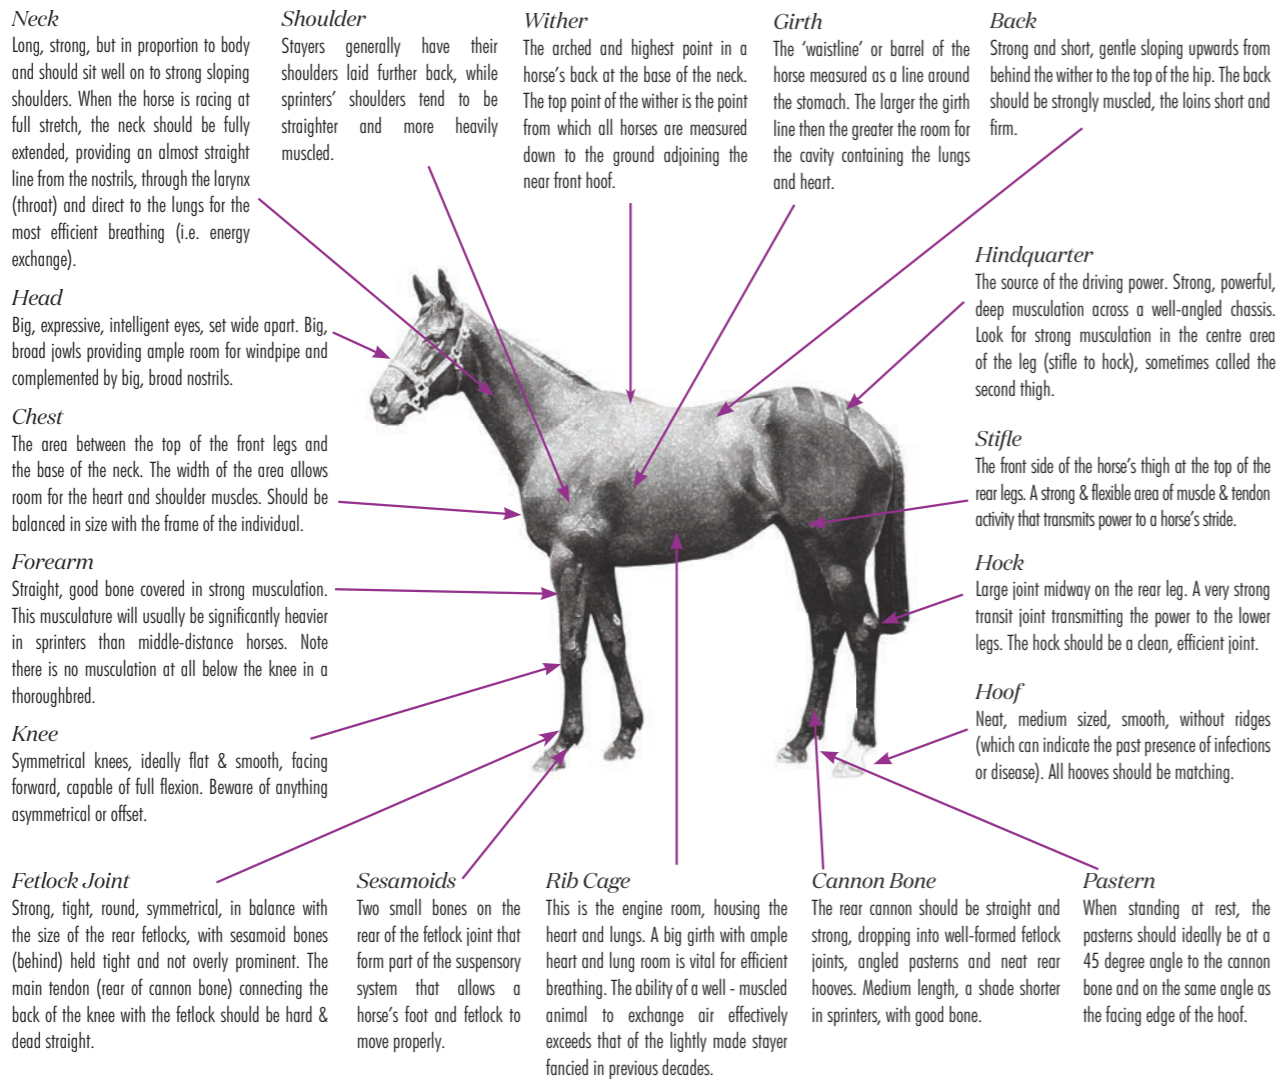 Neck
Long, strong, but in proportion to body
and should sit well on to strong sloping
shoulders. When the horse is racing at
full stretch, the neck should be fully
extended, providing an almost straight
line from the nostrils, through the larynx
(throat) and direct to the lungs for the
most efficient breathing (i.e. energy
exchange).
Shoulder
Stayers generally have their
shoulders laid further back, while
sprinters' shoulders tend to be
straighter and more heavily
muscled.
Wither
The arched and highest point in a
horse's back at the base of the neck.
The top point of the wither is the point
from which all horses are measured
down to the ground adjoining the
near front hoof.
Girth
The 'waistline' or barrel of the
horse measured as a line around
the stomach. The larger the girth
line then the greater the room for
the cavity containing the lungs
and heart.
Back
Strong and short, gentle sloping upwards from
behind the wither to the top of the hip. The back
should be strongly muscled, the loins short and
firm.
Head
Big, expressive, intelligent eyes, set wide apart. Big,
broad jowls providing ample room for windpipe and
complemented by big, broad nostrils.
Chest
The area between the top of the front legs and
the base of the neck. The width of the area allows
room for the heart and shoulder muscles. Should be
balanced in size with the frame of the individual.
Forearm
Straight, good bone covered in strong musculation.
This musculature will usually be significantly heavier
in sprinters than middle-distance horses. Note
there is no musculation at all below the knee in a
thoroughbred.
Knee
Symmetrical knees, ideally flat & smooth, facing
forward, capable of full flexion. Beware of anything
asymmetrical or offset.
Hindquarter
The source of the driving power. Strong, powerful,
deep musculation across a well-angled chassis.
Look for strong musculation in the centre area
of the leg (stifle to hock), sometimes called the
second thigh.
Stifle
The front side of the horse's thigh at the top of the
rear legs. A strong & flexible area of muscle & tendon
activity that transmits power to a horse's stride.
Hock
Large joint midway on the rear leg. A very strong
transit joint transmitting the power to the lower
legs. The hock should be a clean, efficient joint.
Hoof
Neat, medium sized, smooth, without ridges
(which can indicate the past presence of infections
or disease). All hooves should be matching.
Fetlock Joint
Strong, tight, round, symmetrical, in balance with
the size of the rear fetlocks, with sesamoid bones
(behind) held tight and not overly prominent. The
main tendon (rear of cannon bone) connecting the
back of the knee with the fetlock should be hard &
dead straight.
Sesamoids
Two small bones on the
rear of the fetlock joint that
form part of the suspensory
system that allows a
horse's foot and fetlock to
move properly.
Rib Cage
This is the engine room, housing the
heart and lungs. A big girth with ample
heart and lung room is vital for efficient
breathing. The ability of a well - muscled
animal to exchange air effectively
exceeds that of the lightly made stayer
fancied in previous decades.
Cannon Bone
The rear cannon should be straight and
strong, dropping into well-formed fetlock
joints, angled pasterns and neat rear
hooves. Medium length, a shade shorter
in sprinters, with good bone.
Pastern
When standing at rest, the
pasterns should ideally be at a
45 degree angle to the cannon
bone and on the same angle as
the facing edge of the hoof.